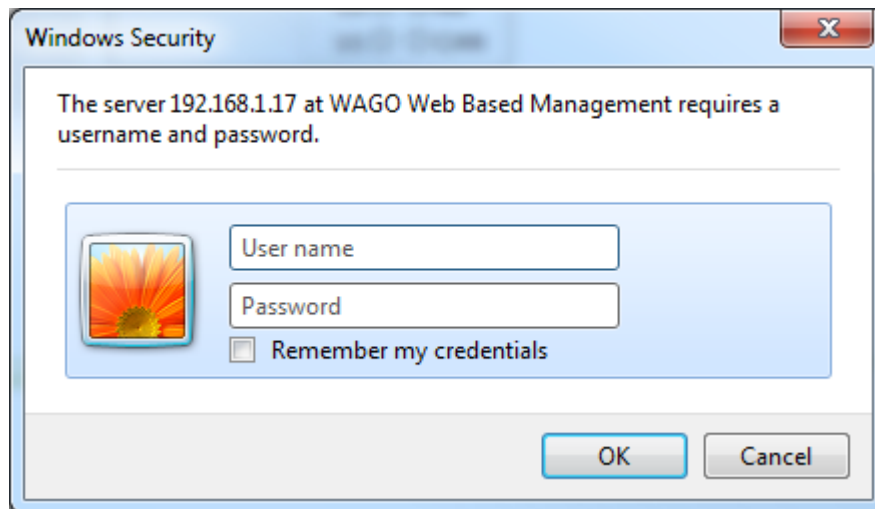 Windows Security
The server 192.168.1.17 at WAGO Web Based Management requires a
username and password.
User name
Password
Remember my credentials
OK
Cancel